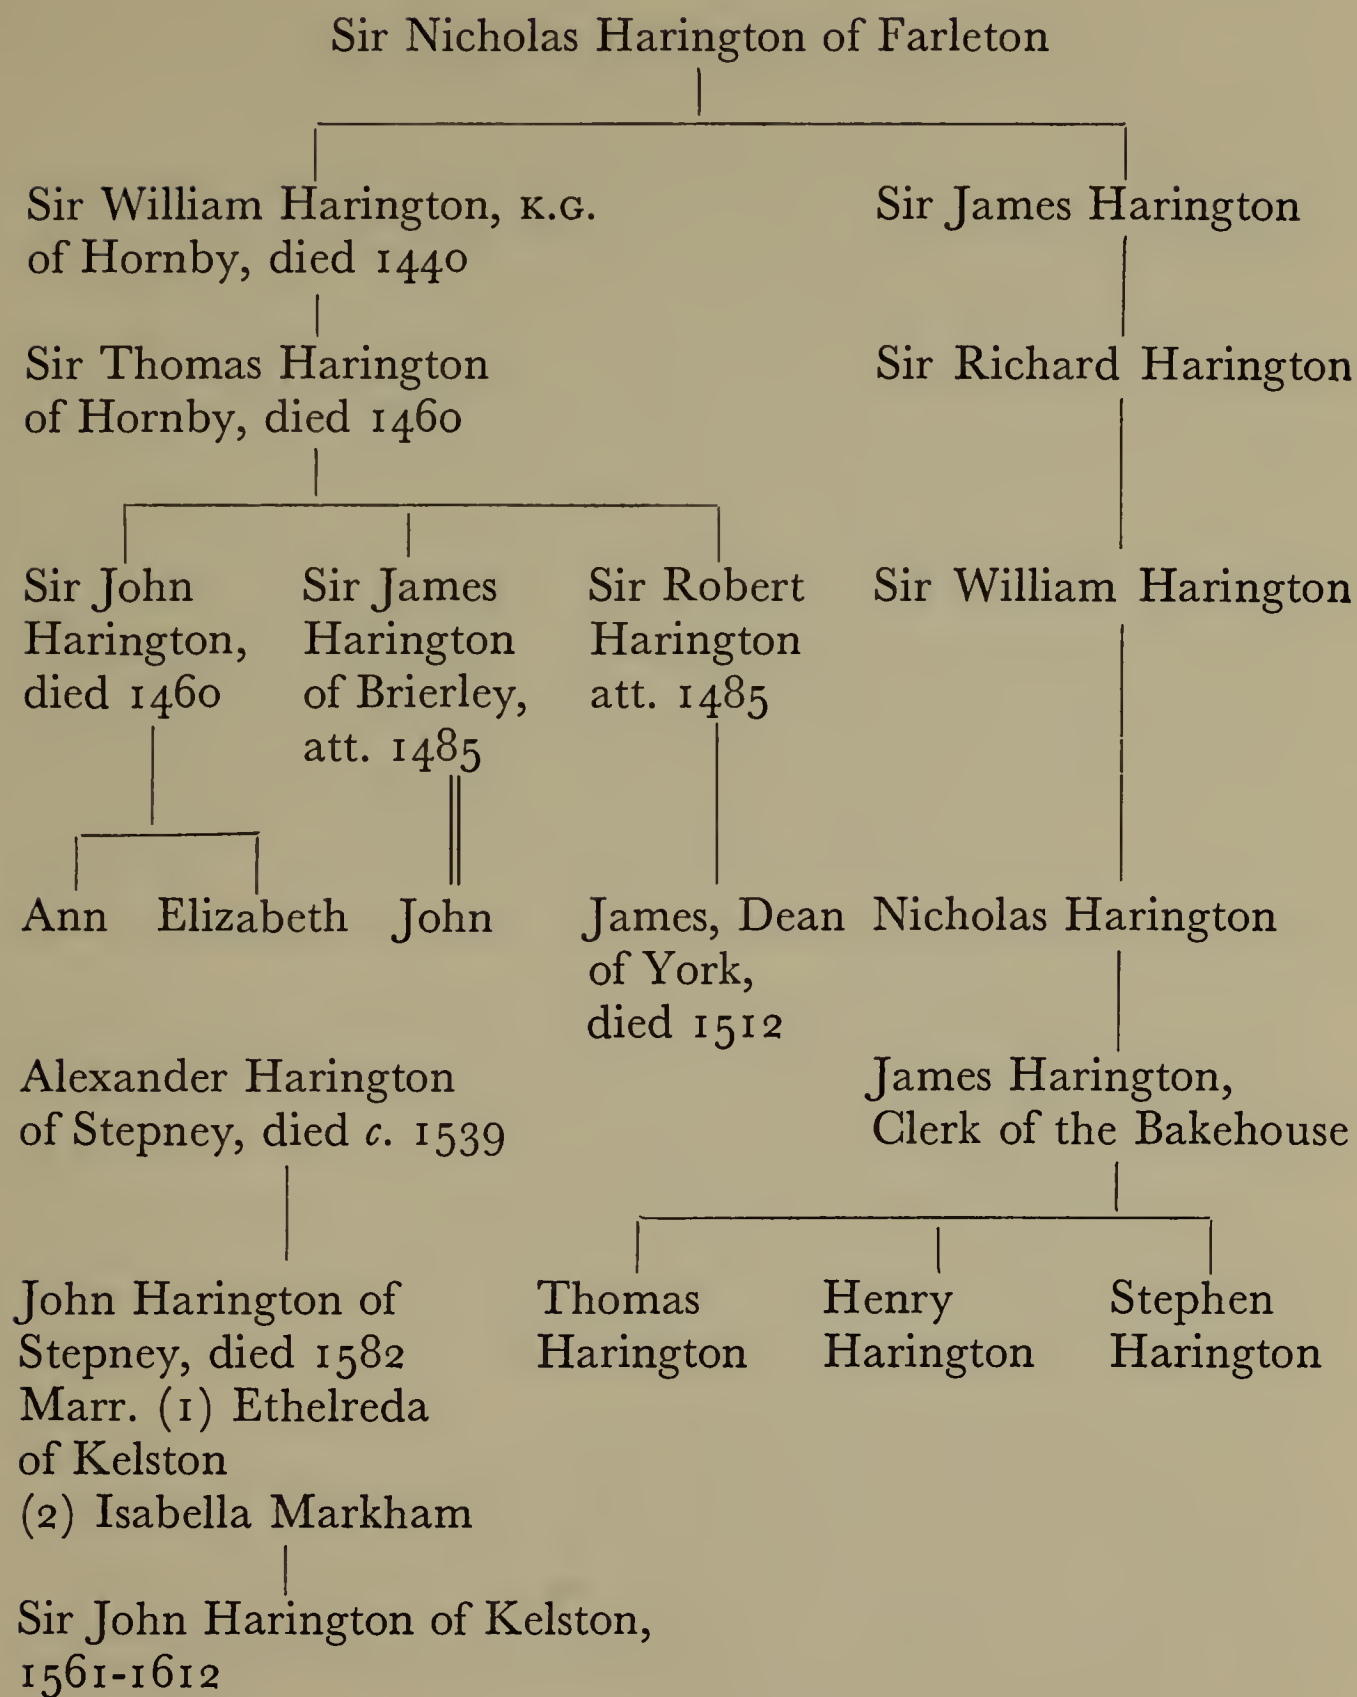 Sir Nicholas Harington of Farleton
Sir William Harington, K.G.
of Hornby, died 1440
Sir James Harington
Sir Thomas Harington
of Hornby, died 1460
Sir Richard Harington
Sir John
Harington,
died 1460
Sir James
Harington
of Brierley,
att. 1485
Sir Robert
Harington
att. 1485
Sir William Harington
Ann
Elizabeth
John
James, Dean
of York,
died 1512
Nicholas Harington
Alexander Harington
of Stepney, died c. 1539
James Harington,
Clerk of the Bakehouse
John Harington of
Stepney, died 1582
Marr. (1) Ethelreda
of Kelston
(2) Isabella Markham
Thomas
Harington
Henry
Harington
Stephen
Harington
Sir John Harington of Kelston,
1561-1612